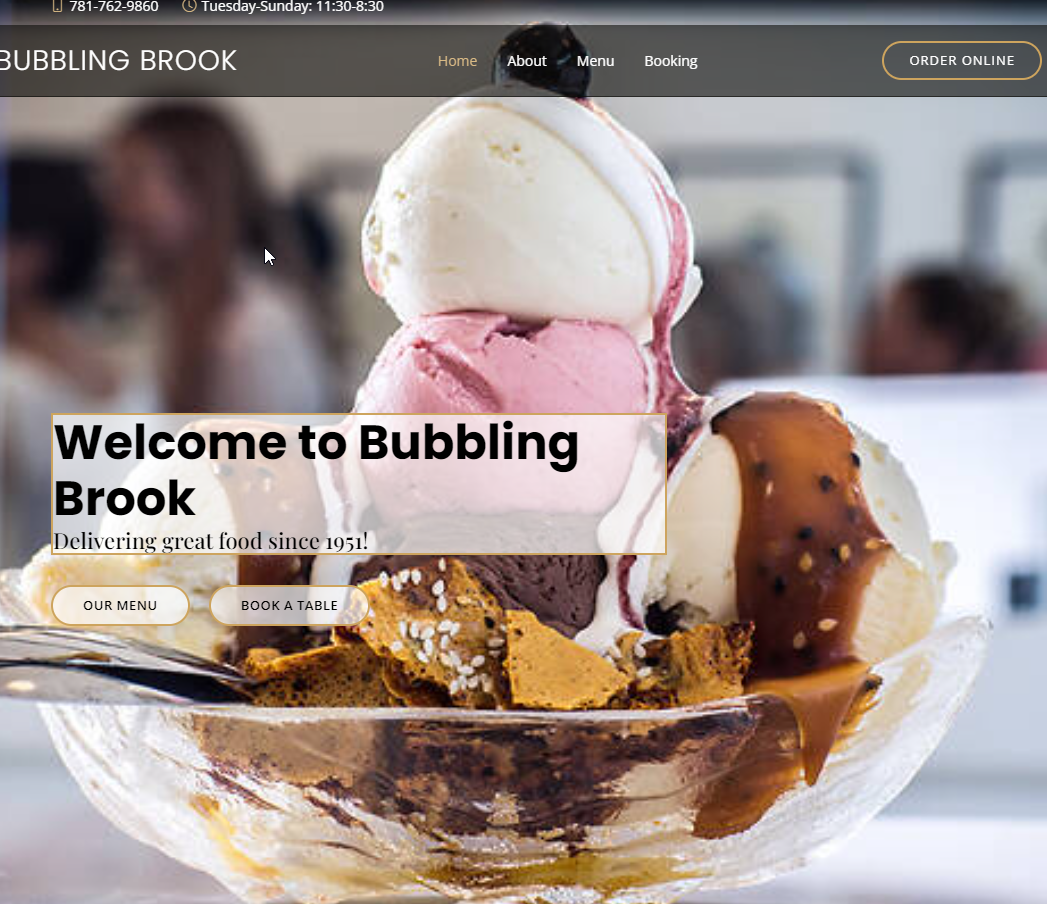 781-762-9860 Tuesday-Sunday: 11:30-8:30
BUBBLING BROOK Home About Menu Booking ORDER ONLINE
Welcome to Bubbling
Brook
Delivering great food since 1951!
OUR MENU BOOK A TABLE